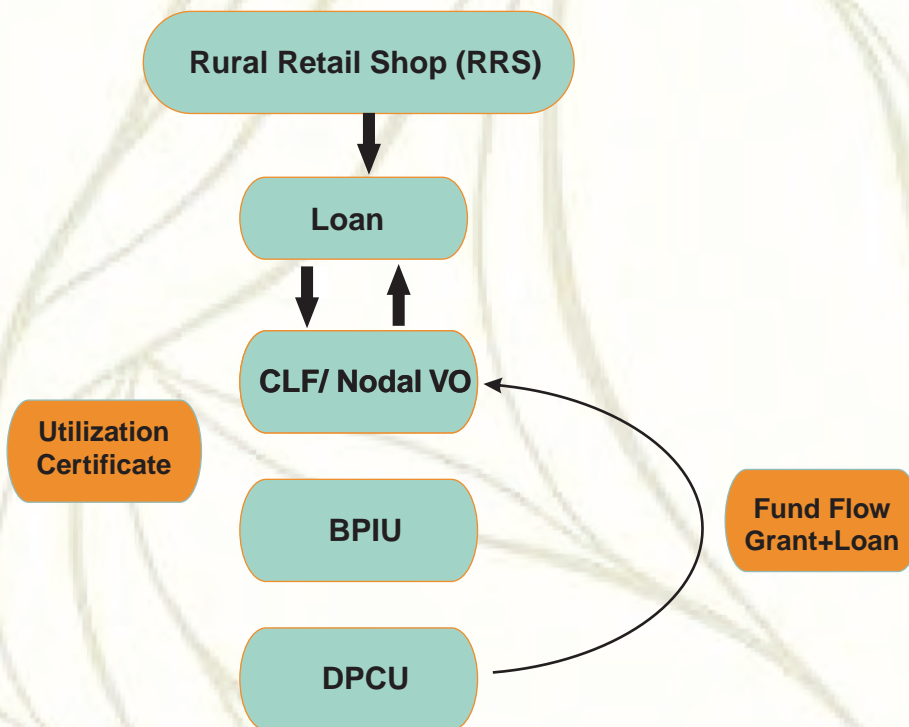 Rural Retail Shop (RRS)
Loan
CLF/ Nodal VO
Utilization
Certificate
BPIU
Fund Flow
Grant+Loan
DPCU